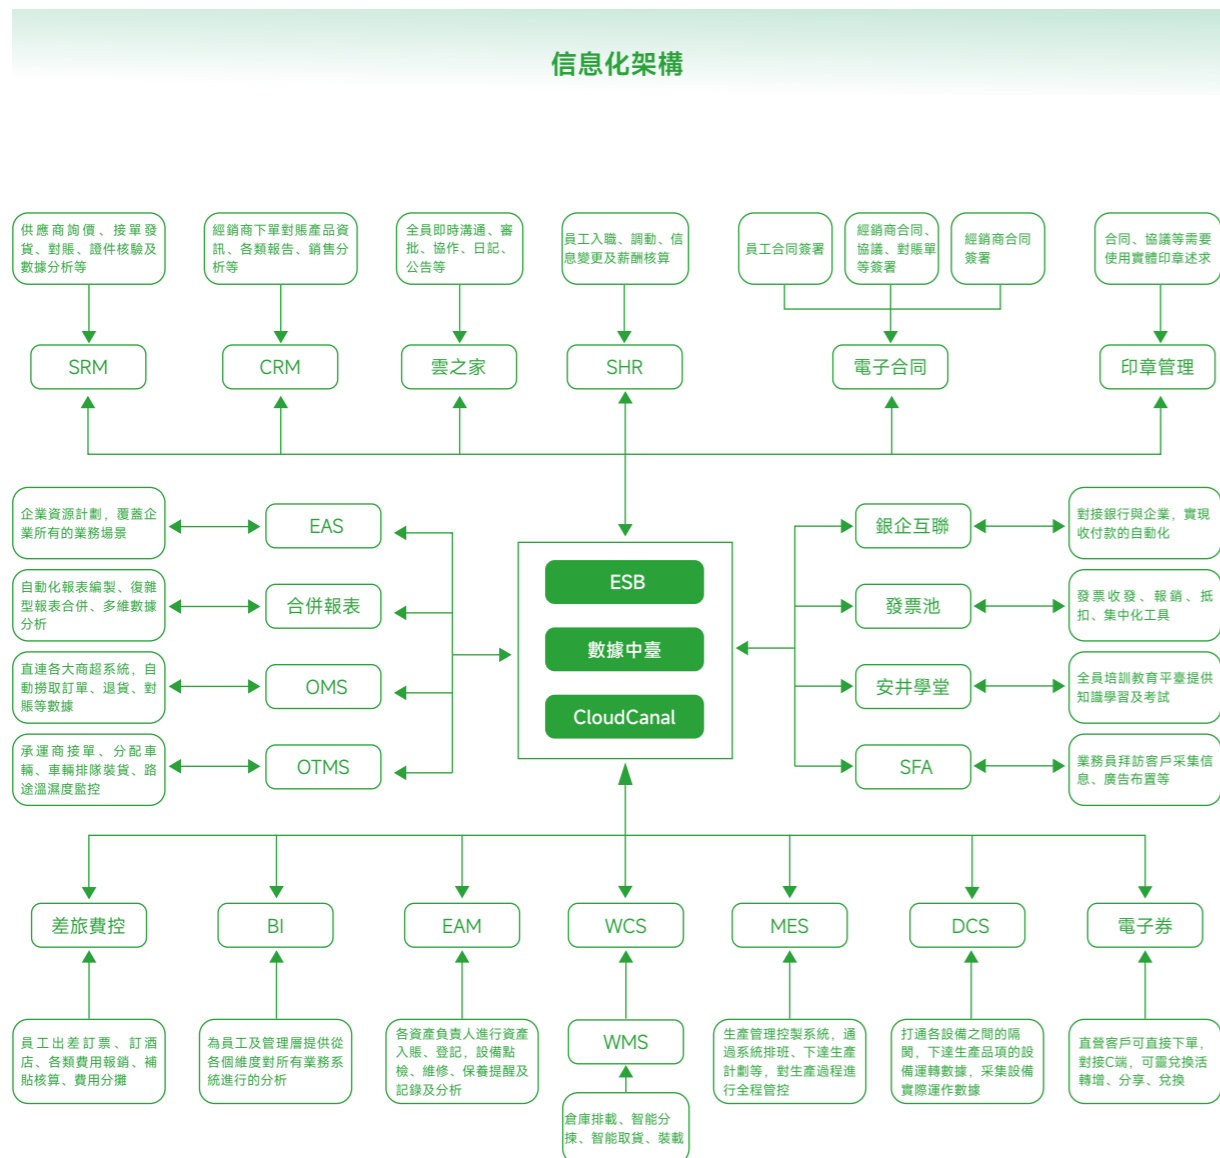 信息化架構
供應商詢價、接單發
貨、對賬、證件核驗及
數據分析等
經銷商下單對賬產品資
訊、各類報告、銷售分
析等
全員即時溝通、審
批、協作、日記、
公告等
員工入職、調動、信
息變更及薪酬核算
員工合同簽署
經銷商合同、
協議、對賬單
等簽署
經銷商合同
簽署
合同、協議等需要
使用實體印章述求
SRM
CRM
雲之家
SHR
電子合同
印章管理
企業資源計劃，覆蓋企
業所有的業務場景
EAS
自動化報表編製、復雜
型報表合併、多維數據
分析
合併報表
直連各大商超系統，自
動撈取訂單、退貨、對
賬等數據
OMS
承運商接單、分配車
輛、車輛排隊裝貨、路
途溫濕度監控
OTMS
ESB
數據中臺
CloudCanal
銀企互聯
對接銀行與企業，實現
收付款的自動化
發票池
發票收發、報銷、抵
扣、集中化工具
安井學堂
全員培訓教育平臺提供
知識學習及考試
SFA
業務員拜訪客戶采集信
息、廣告布置等
差旅費控
BI
EAM
WCS
MES
DCS
電子券
員工出差訂票、訂酒
店、各類費用報銷、補
貼核算、費用分攤
為員工及管理層提供從
各個維度對所有業務系
統進行的分析
各資產負責人進行資產
入賬、登記，設備點
檢、維修、保養提醒及
記錄及分析
WMS
倉庫排載、智能分
揀、智能取貨、裝載
生產管理控製系統，通
過系統排班、下達生產
計劃等，對生產過程進
行全程管控
打通各設備之間的隔
閡，下達生產品項的設
備運轉數據，采集設備
實際運作數據
直營客戶可直接下單，
對接C端，可靈兌換活
轉增、分享、兌換